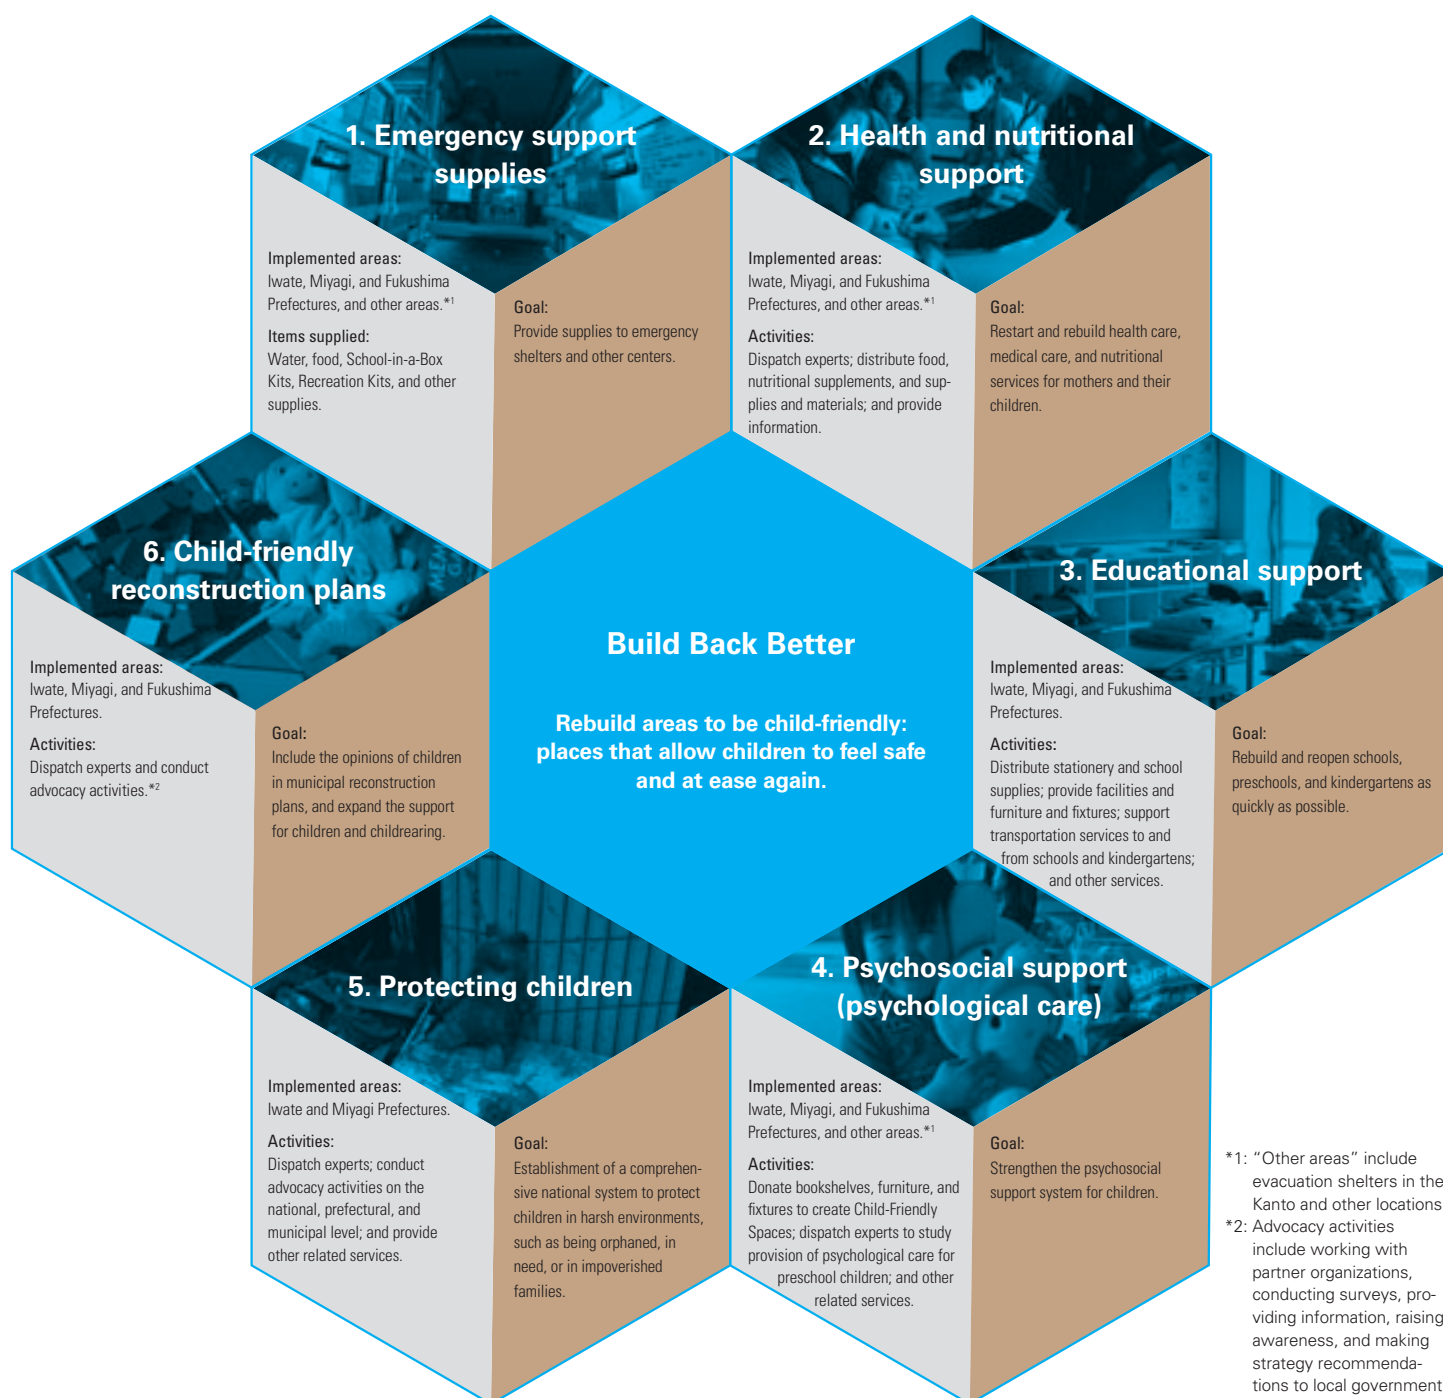 1. Emergency support
supplies
Implemented areas:
Iwate, Miyagi, and Fukushima
Prefectures, and other areas.*1
Items supplied:
Water, food, School-in-a-Box
Kits, Recreation Kits, and other
supplies.
Goal:
Provide supplies to emergency
shelters and other centers.
2. Health and nutritional
support
Implemented areas:
Iwate, Miyagi, and Fukushima
Prefectures, and other areas.*1
Activities:
Dispatch experts; distribute food,
nutritional supplements, and sup-
plies and materials; and provide
information.
Goal:
Restart and rebuild health care,
medical care, and nutritional
services for mothers and their
children.
6. Child-friendly
reconstruction plans
Implemented areas:
Iwate, Miyagi, and Fukushima
Prefectures.
Activities:
Dispatch experts and conduct
advocacy activities.*2
Goal:
Include the opinions of children
in municipal reconstruction
plans, and expand the support
for children and childrearing.
Build Back Better
Rebuild areas to be child-friendly:
places that allow children to feel safe
and at ease again.
3. Educational support
Implemented areas:
Iwate, Miyagi, and Fukushima
Prefectures.
Activities:
Distribute stationery and school
supplies; provide facilities and
furniture and fixtures; support
transportation services to and
from schools and kindergartens;
and other services.
Goal:
Rebuild and reopen schools,
preschools, and kindergartens as
quickly as possible.
5. Protecting children
Implemented areas:
Iwate and Miyagi Prefectures.
Activities:
Dispatch experts; conduct
advocacy activities on the
national, prefectural, and
municipal level; and provide
other related services.
Goal:
Establishment of a comprehen-
sive national system to protect
children in harsh environments,
such as being orphaned, in
need, or in impoverished
families.
4. Psychosocial support
(psychological care)
Implemented areas:
Iwate, Miyagi, and Fukushima
Prefectures, and other areas.*1
Activities:
Donate bookshelves, furniture, and
fixtures to create Child-Friendly
Spaces; dispatch experts to study
provision of psychological care for
preschool children; and other
related services.
Goal:
Strengthen the psychosocial
support system for children.
*1: “Other areas” include
evacuation shelters in the
Kanto and other locations
*2: Advocacy activities
include working with
partner organizations,
conducting surveys, pro-
viding information, raising
awareness, and making
strategy recommenda-
tions to local government